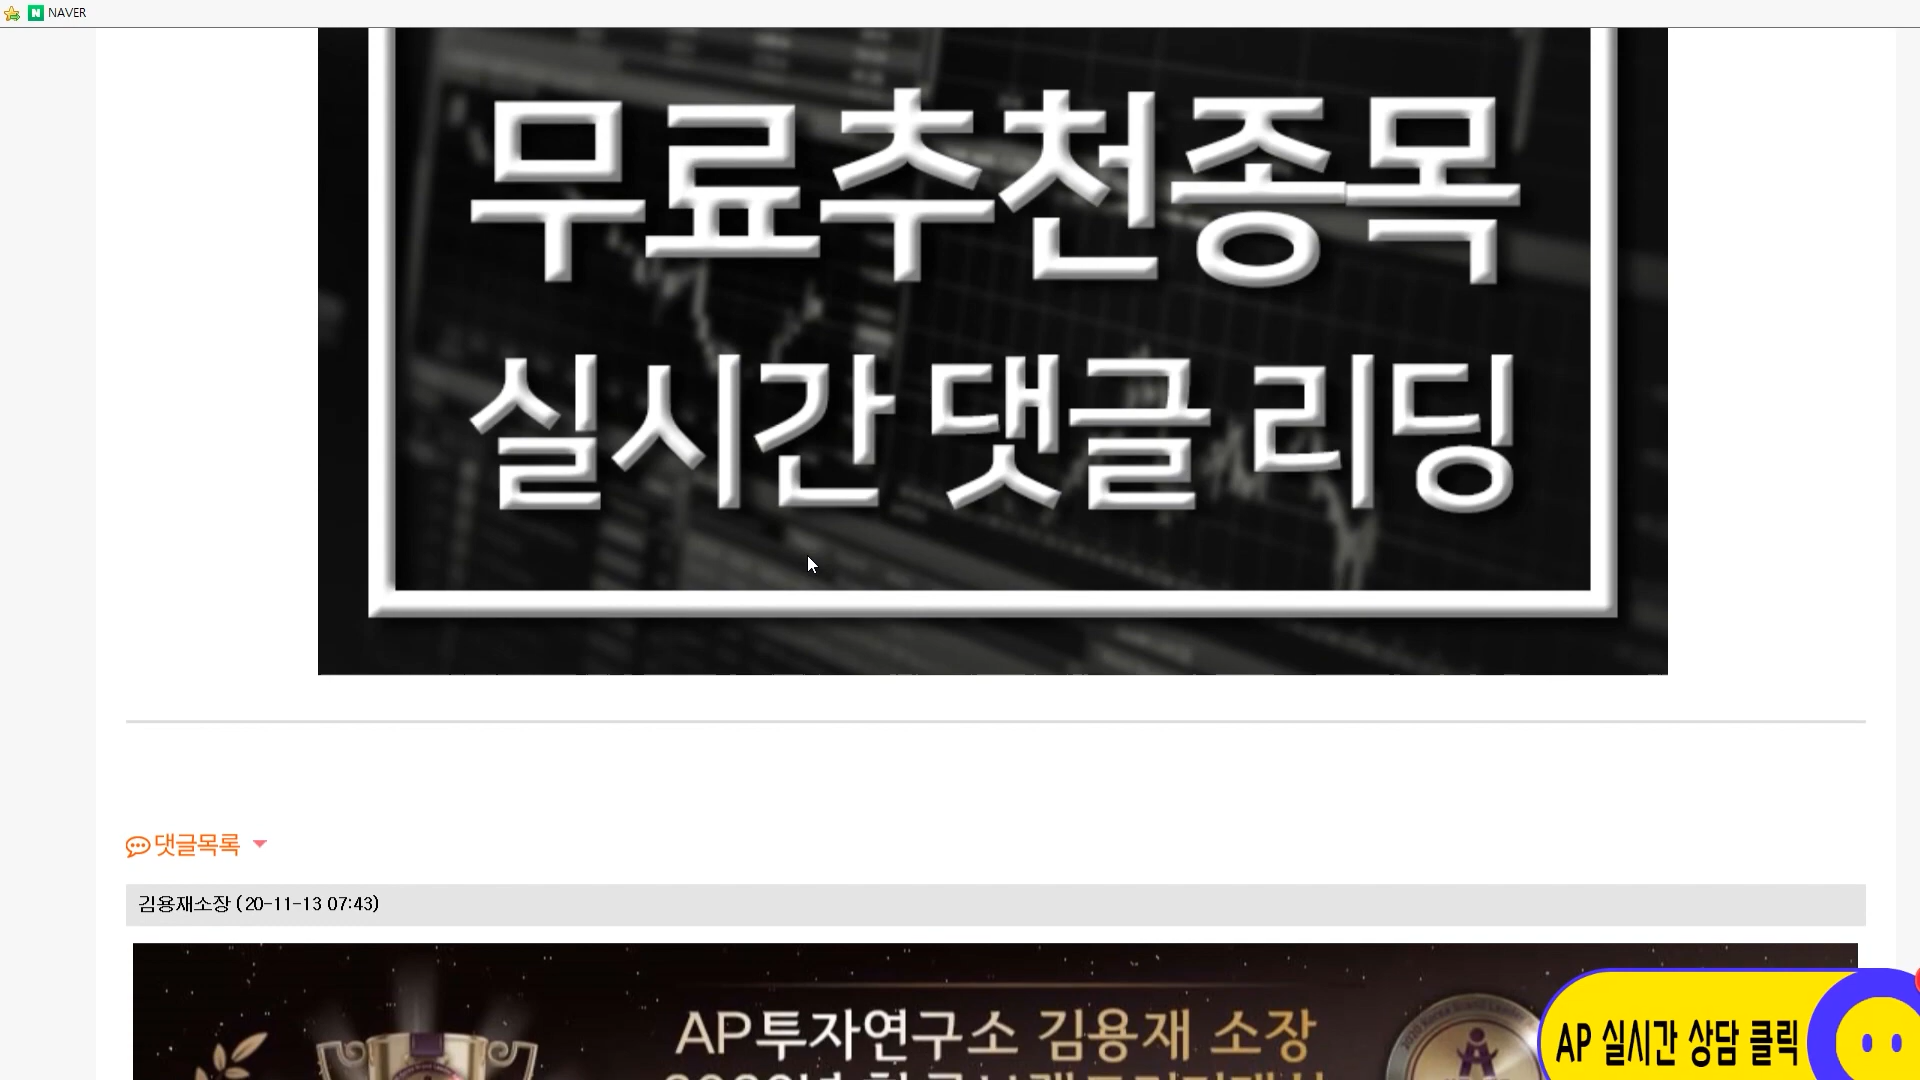 NAVER
무료추천종목
실시간 댓글 리딩
댓글목록
김용재소장 (20-11-13 07:43)
AP투자연구소 김용재 소장
AP 실시간 상담 클릭